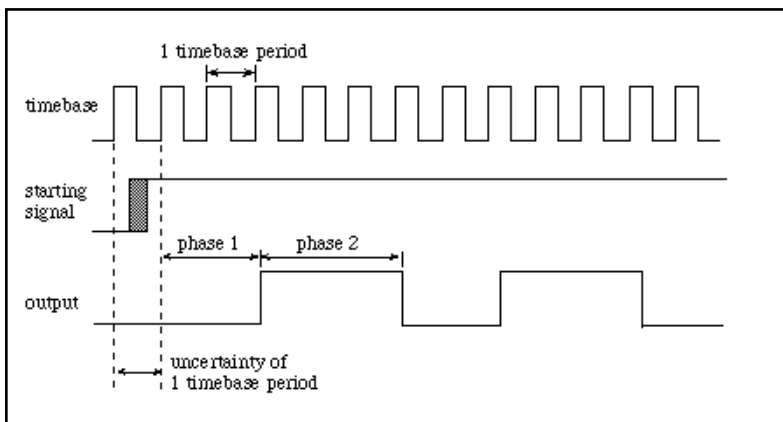 1 timebase period
timebase
starting
signal
phase 1
phase 2
output
uncertainty of
1 timebase period